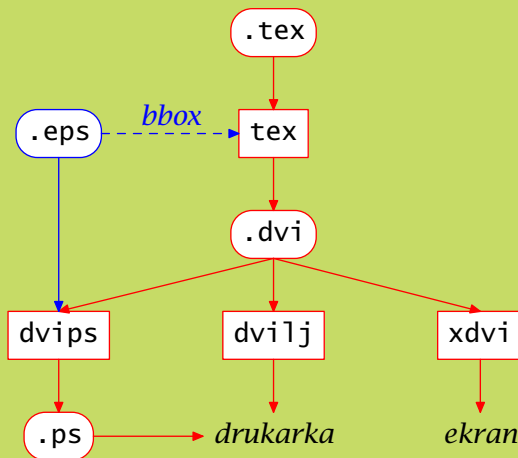 .tex
.eps
bbox
tex
.dvi
dvips
dvilj
xdvi
.ps
drukarka
ekran